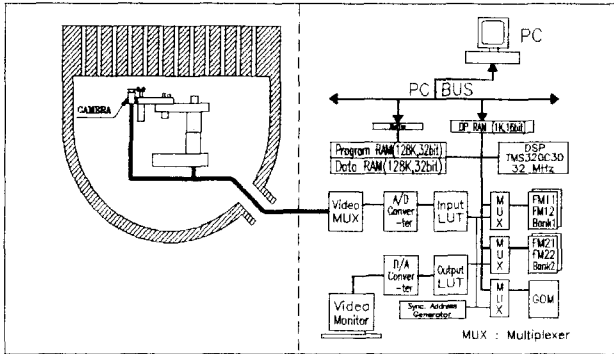 CAMERA
PC
PC BUS
DP RAM (1K,16bit)
Program RAM(128K,32bit)
Data RAM(128K,32bit)
DSP
TMS320C30
32 MHz
Video
MUX
A/D
Conver
-ter
Input
LUT
M
U
X
FM11
FM12
Bank1
D/A
Conver
-ter
Output
LUT
M
U
X
FM21
FM22
Bank2
Video
Monitor
Sync. Address
Generator
M
U
X
GOM
MUX : Multiplexer